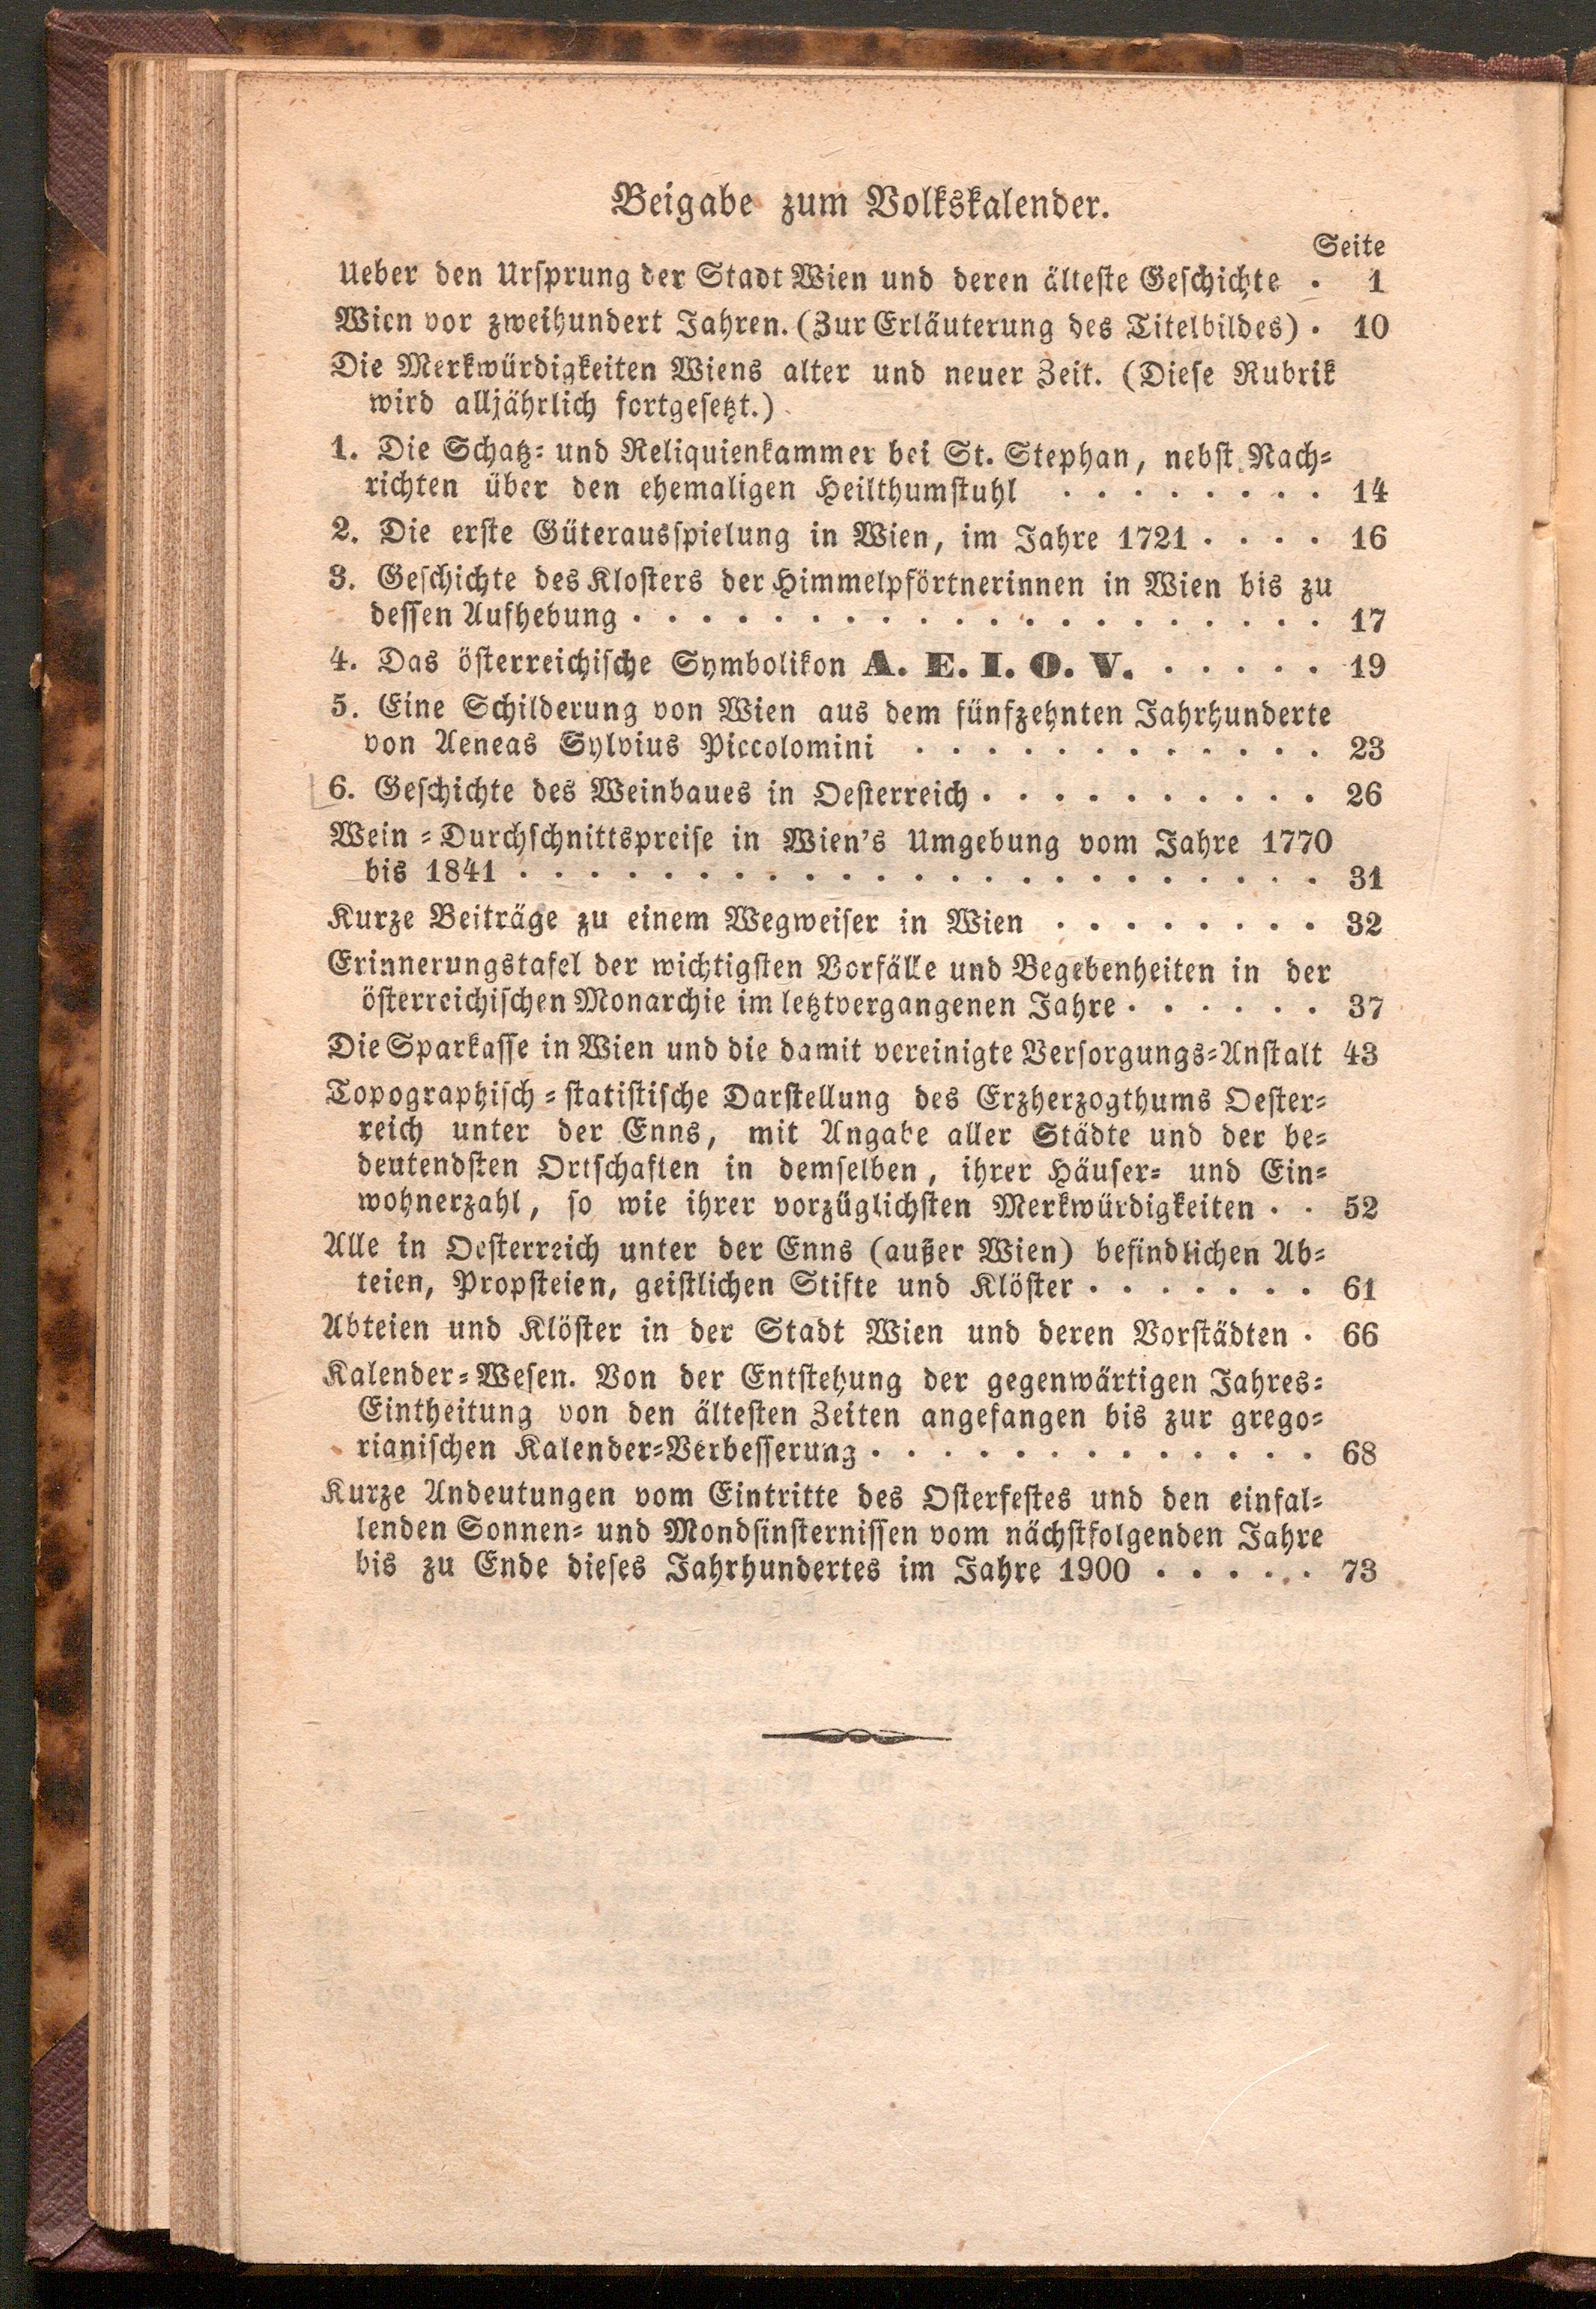 Beigabe zum Volkskalender.
Seite
Ueber den Ursprung der Stadt Wien und deren älteste Geschichte . 1
Wien vor zweihundert Jahren. (Zur Erläuterung des Titelbildes) . 10
Die Merkwürdigkeiten Wiens alter und neuer Zeit. (Diese Rubrik
wird alljährlich fortgesetzt.)
1. Die Schatz- und Reliquienkammer bei St. Stephan, nebst Nach-
richten über den ehemaligen Heilthumstuhl . . . . . . . . 14
2. Die erste Güterausspielung in Wien, im Jahre 1721 . . . . 16
3. Geschichte des Klosters der Himmelpförtnerinnen in Wien bis zu
dessen Aufhebung . . . . . . . . . . . . . . . . . . . . . 17
4. Das österreichische Symbolikon A. E. I. O. V. . . . . . 19
5. Eine Schilderung von Wien aus dem fünfzehnten Jahrhunderte
von Aeneas Sylvius Piccolomini . . . . . . . . . . . . 23
6. Geschichte des Weinbaues in Oesterreich . . . . . . . . . . 26
Wein-Durchschnittspreise in Wien's Umgebung vom Jahre 1770
bis 1841 . . . . . . . . . . . . . . . . . . . . . . . . 31
Kurze Beiträge zu einem Wegweiser in Wien . . . . . . . . 32
Erinnerungstafel der wichtigsten Vorfälle und Begebenheiten in der
österreichischen Monarchie im letztvergangenen Jahre . . . . . . 37
Die Sparkasse in Wien und die damit vereinigte Versorgungs-Anstalt 43
Topographisch-statistische Darstellung des Erzherzogthums Oester-
reich unter der Enns, mit Angabe aller Städte und der be-
deutendsten Ortschaften in demselben, ihrer Häuser- und Ein-
wohnerzahl, so wie ihrer vorzüglichsten Merkwürdigkeiten . . 52
Alle in Oesterreich unter der Enns (außer Wien) befindlichen Ab-
teien, Propsteien, geistlichen Stifte und Klöster . . . . . . . 61
Abteien und Klöster in der Stadt Wien und deren Vorstädten . 66
Kalender-Wesen. Von der Entstehung der gegenwärtigen Jahres-
Eintheitung von den ältesten Zeiten angefangen bis zur grego-
rianischen Kalender-Verbesserung . . . . . . . . . . . . . 68
Kurze Andeutungen vom Eintritte des Osterfestes und den einfal-
lenden Sonnen- und Mondsinsternissen vom nächstfolgenden Jahre
bis zu Ende dieses Jahrhundertes im Jahre 1900 . . . . . 73